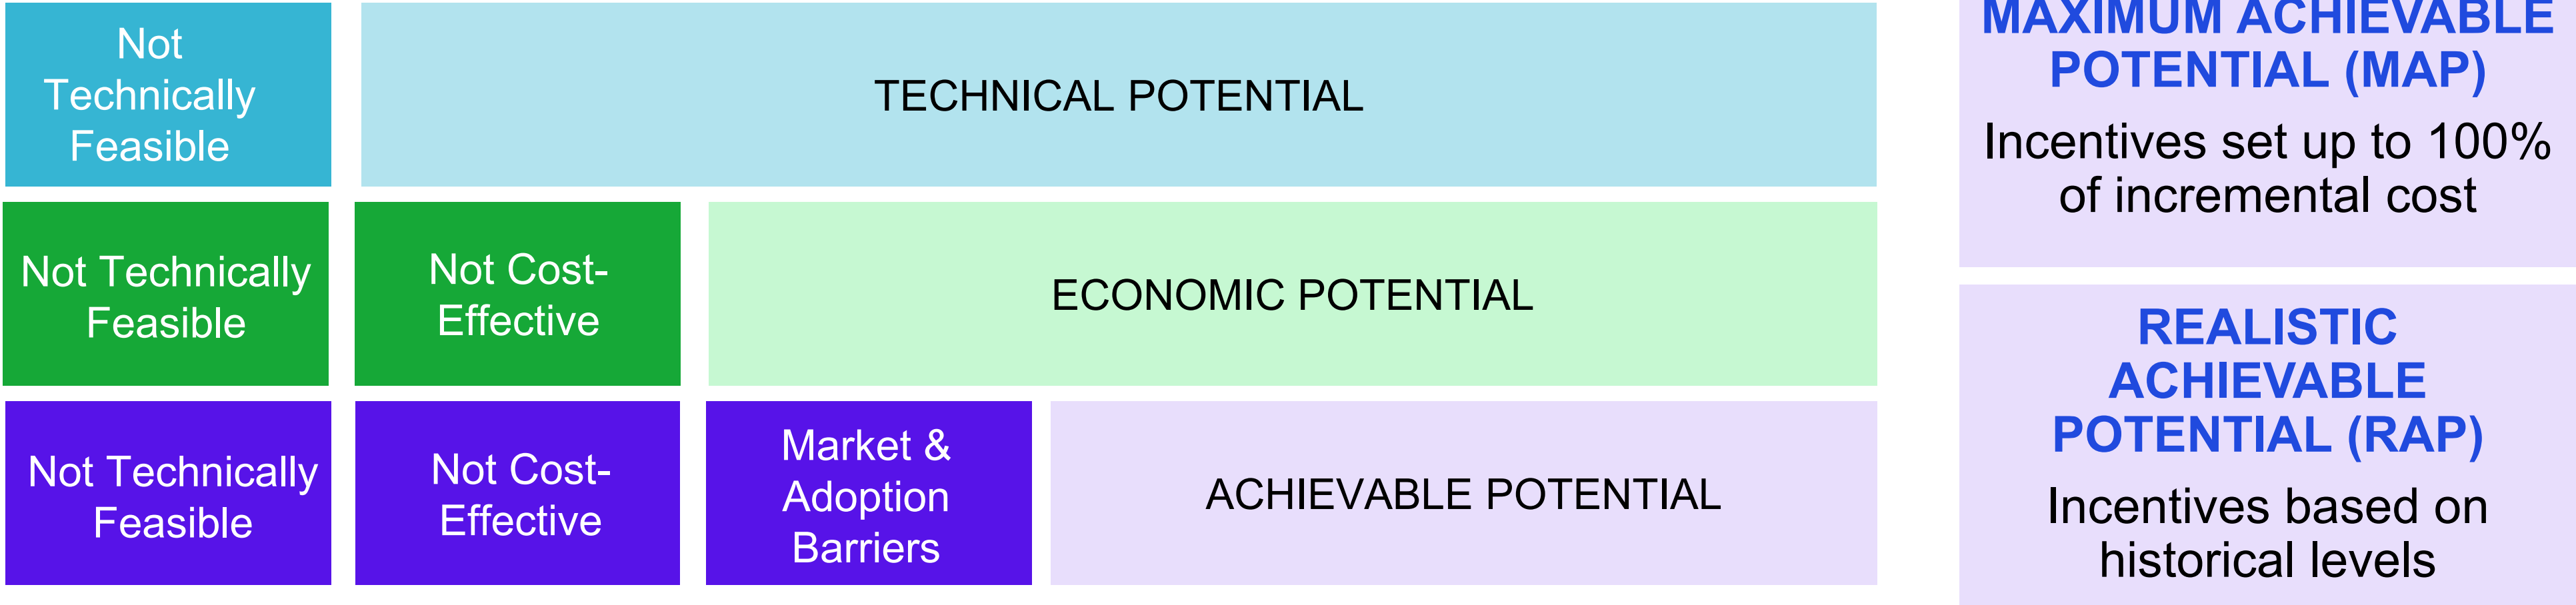 Not
Technically
Feasible
TECHNICAL POTENTIAL
Not Technically
Feasible
Not Cost-
Effective
ECONOMIC POTENTIAL
Not Technically
Feasible
Not Cost-
Effective
Market &
Adoption
Barriers
ACHIEVABLE POTENTIAL
MAXIMUM ACHIEVABLE
POTENTIAL (MAP)
Incentives set up to 100%
of incremental cost
REALISTIC
ACHIEVABLE
POTENTIAL (RAP)
Incentives based on
historical levels